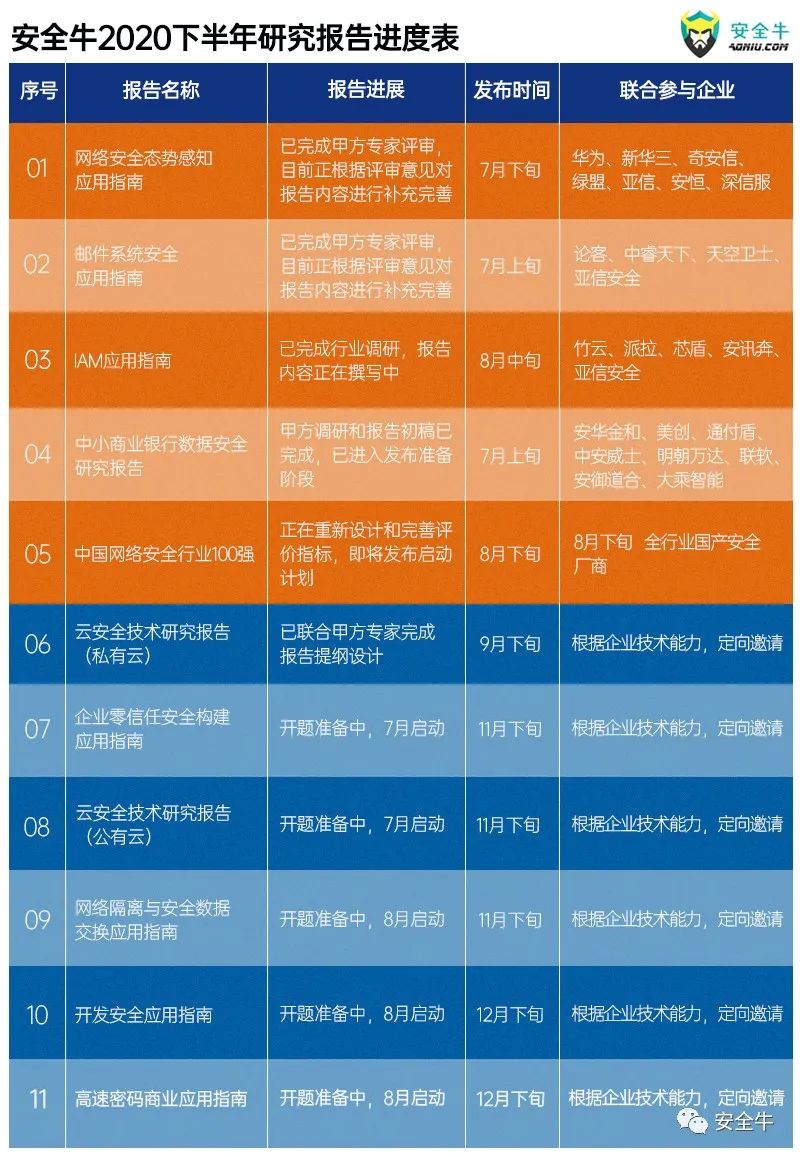 安全牛2020下半年研究报告进度表
安全牛
AQNIU.COM
序号 报告名称 报告进展 发布时间 联合参与企业
01
网络安全态势感知
应用指南
已完成甲方专家评审，
目前正根据评审意见对
报告内容进行补充完善
7月下旬
华为、新华三、奇安信、
绿盟、亚信、安恒、深信服
02
邮件系统安全
应用指南
已完成甲方专家评审，
目前正根据评审意见对
报告内容进行补充完善
7月上旬
论客、中睿天下、天空卫士、
亚信安全
03
IAM应用指南
已完成行业调研，报告
内容正在撰写中
8月中旬
竹云、派拉、芯盾、安讯奔、
亚信安全
04
中小商业银行数据安全
研究报告
甲方调研和报告初稿已
完成，已进入发布准备
阶段
7月上旬
安华金和、美创、通付盾、
中安威士、明朝万达、联软、
安御道合、大乘智能
05
中国网络安全行业100强
正在重新设计和完善评
价指标，即将发布启动
计划
8月下旬
8月下旬 全行业国产安全
厂商
06
云安全技术研究报告
（私有云）
已联合甲方专家完成
报告提纲设计
9月下旬
根据企业技术能力，定向邀请
07
企业零信任安全构建
应用指南
开题准备中，7月启动
11月下旬
根据企业技术能力，定向邀请
08
云安全技术研究报告
（公有云）
开题准备中，7月启动
11月下旬
根据企业技术能力，定向邀请
09
网络隔离与安全数据
交换应用指南
开题准备中，8月启动
11月下旬
根据企业技术能力，定向邀请
10
开发安全应用指南
开题准备中，8月启动
12月下旬
根据企业技术能力，定向邀请
11
高速密码商业应用指南
开题准备中，8月启动
12月下旬
根据企业技术能力，定向邀请
安全牛